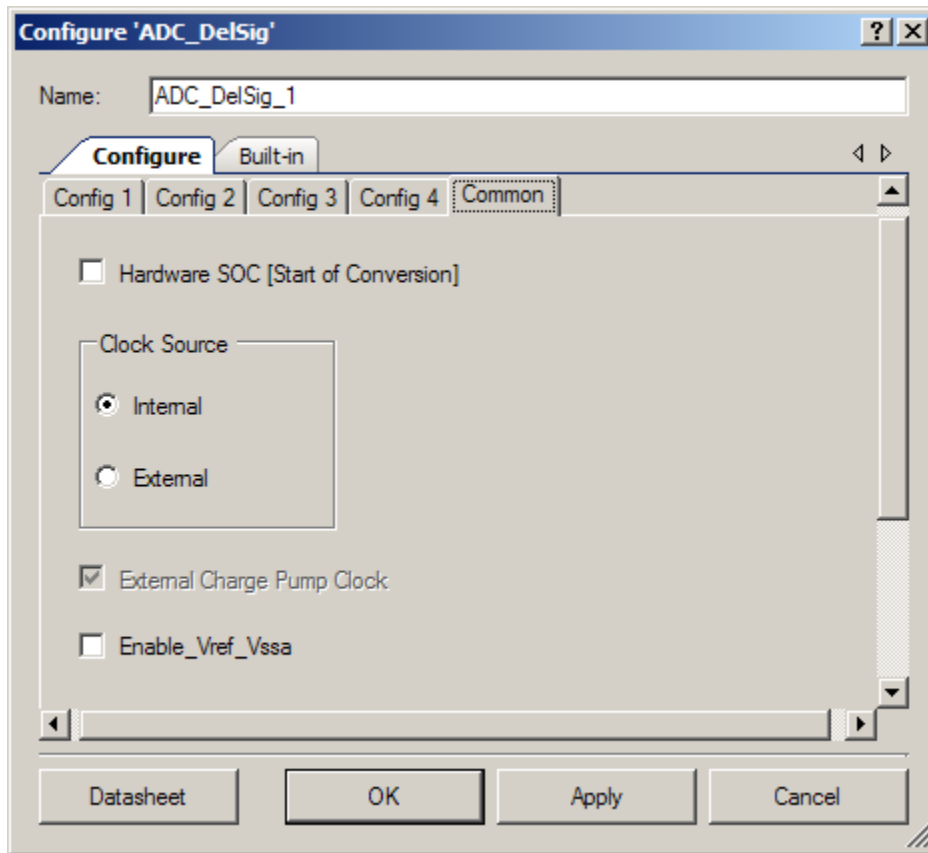 Configure 'ADC_DelSig'
Name: ADC_DelSig_1
Configure Built-in
Config 1 Config 2 Config 3 Config 4 Common
Hardware SOC [Start of Conversion]
Clock Source
Internal
External
External Charge Pump Clock
Enable_Vref_Vssa
Datasheet OK Apply Cancel